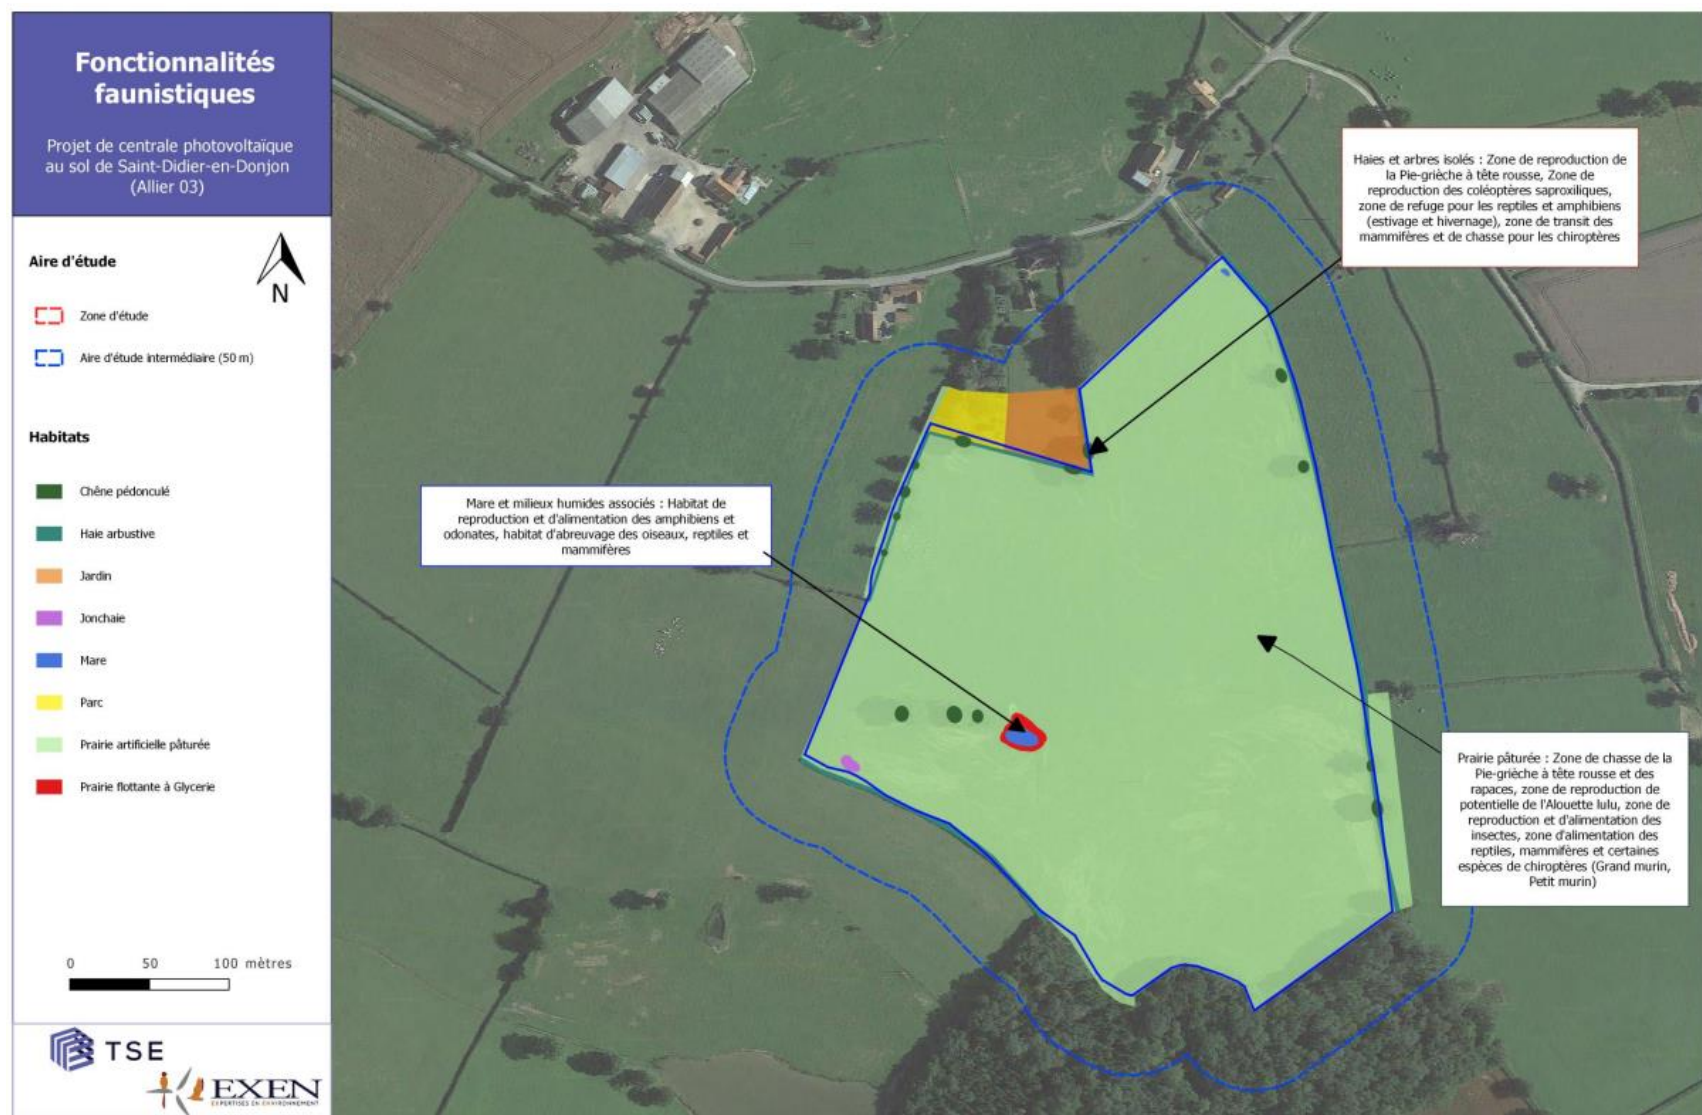 Fonctionnalités
faunistiques
Projet de centrale photovoltaïque
au sol de Saint-Didier-en-Donjon
(Allier 03)
Aire d'étude
N
Zone d'étude
Aire d'étude intermédiaire (50 m)
Habitats
Chêne pédonculé
Haie arbustive
Jardin
Jonchaie
Mare
Parc
Prairie artificielle pâturée
Prairie flottante à Glycerie
0 50 100 mètres
TSE
EXEN
EXPERTISES EN ENVIRONNEMENT
Haies et arbres isolés : Zone de reproduction de
la Pie-grièche à tête rousse, Zone de
reproduction des coléoptères saproxiliques,
zone de refuge pour les reptiles et amphibiens
(estivage et hivernage), zone de transit des
mammifères et de chasse pour les chiroptères
Mare et milieux humides associés : Habitat de
reproduction et d'alimentation des amphibiens et
odonates, habitat d'abreuvage des oiseaux, reptiles et
mammifères
Prairie pâturée : Zone de chasse de la
Pie-grièche à tête rousse et des
rapaces, zone de reproduction de
potentielle de l'Alouette lulu, zone de
reproduction et d'alimentation des
insectes, zone d'alimentation des
reptiles, mammifères et certaines
espèces de chiroptères (Grand murin,
Petit murin)